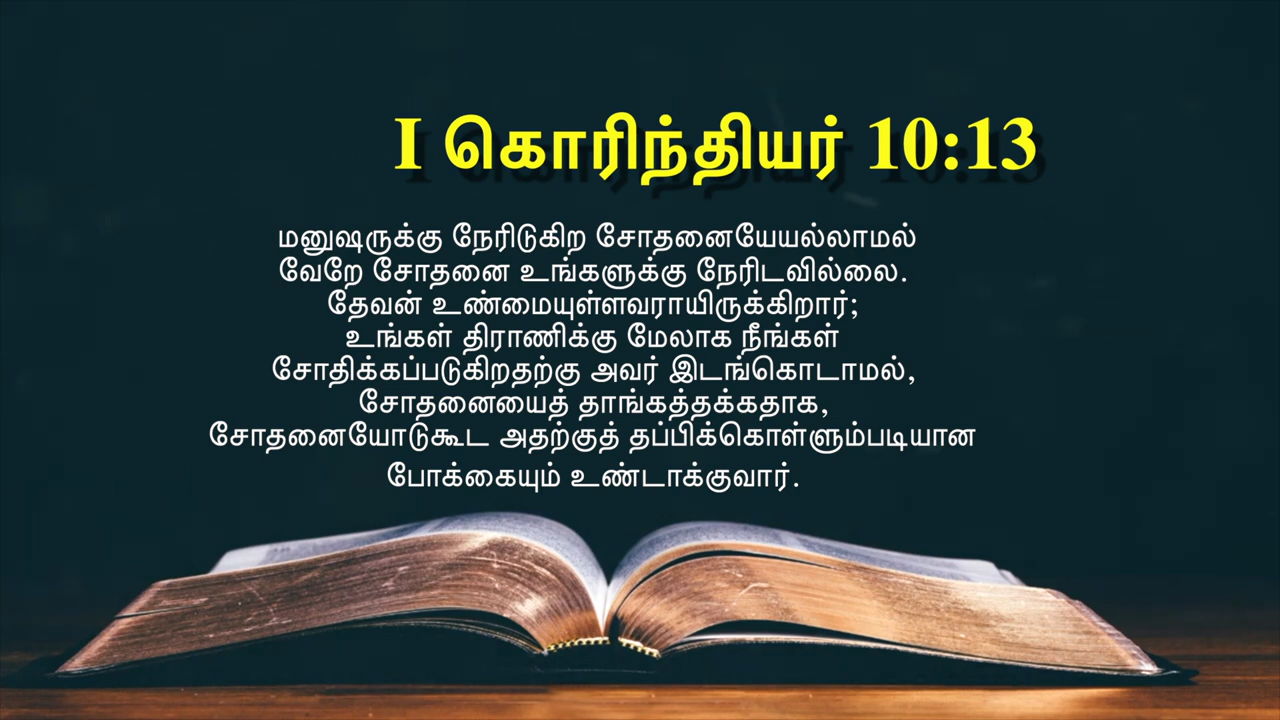 I கொரிந்தியர் 10:13
மனுஷருக்கு நேரிடுகிற சோதனையேயல்லாமல்
வேறே சோதனை உங்களுக்கு நேரிடவில்லை.
தேவன் உண்மையுள்ளவராயிருக்கிறார்;
உங்கள் திராணிக்கு மேலாக நீங்கள்
சோதிக்கப்படுகிறதற்கு அவர் இடங்கொடாமல்,
சோதனையைத் தாங்கத்தக்கதாக,
சோதனையோடுகூட அதற்குத் தப்பிக்கொள்ளும்படியான
போக்கையும் உண்டாக்குவார்.